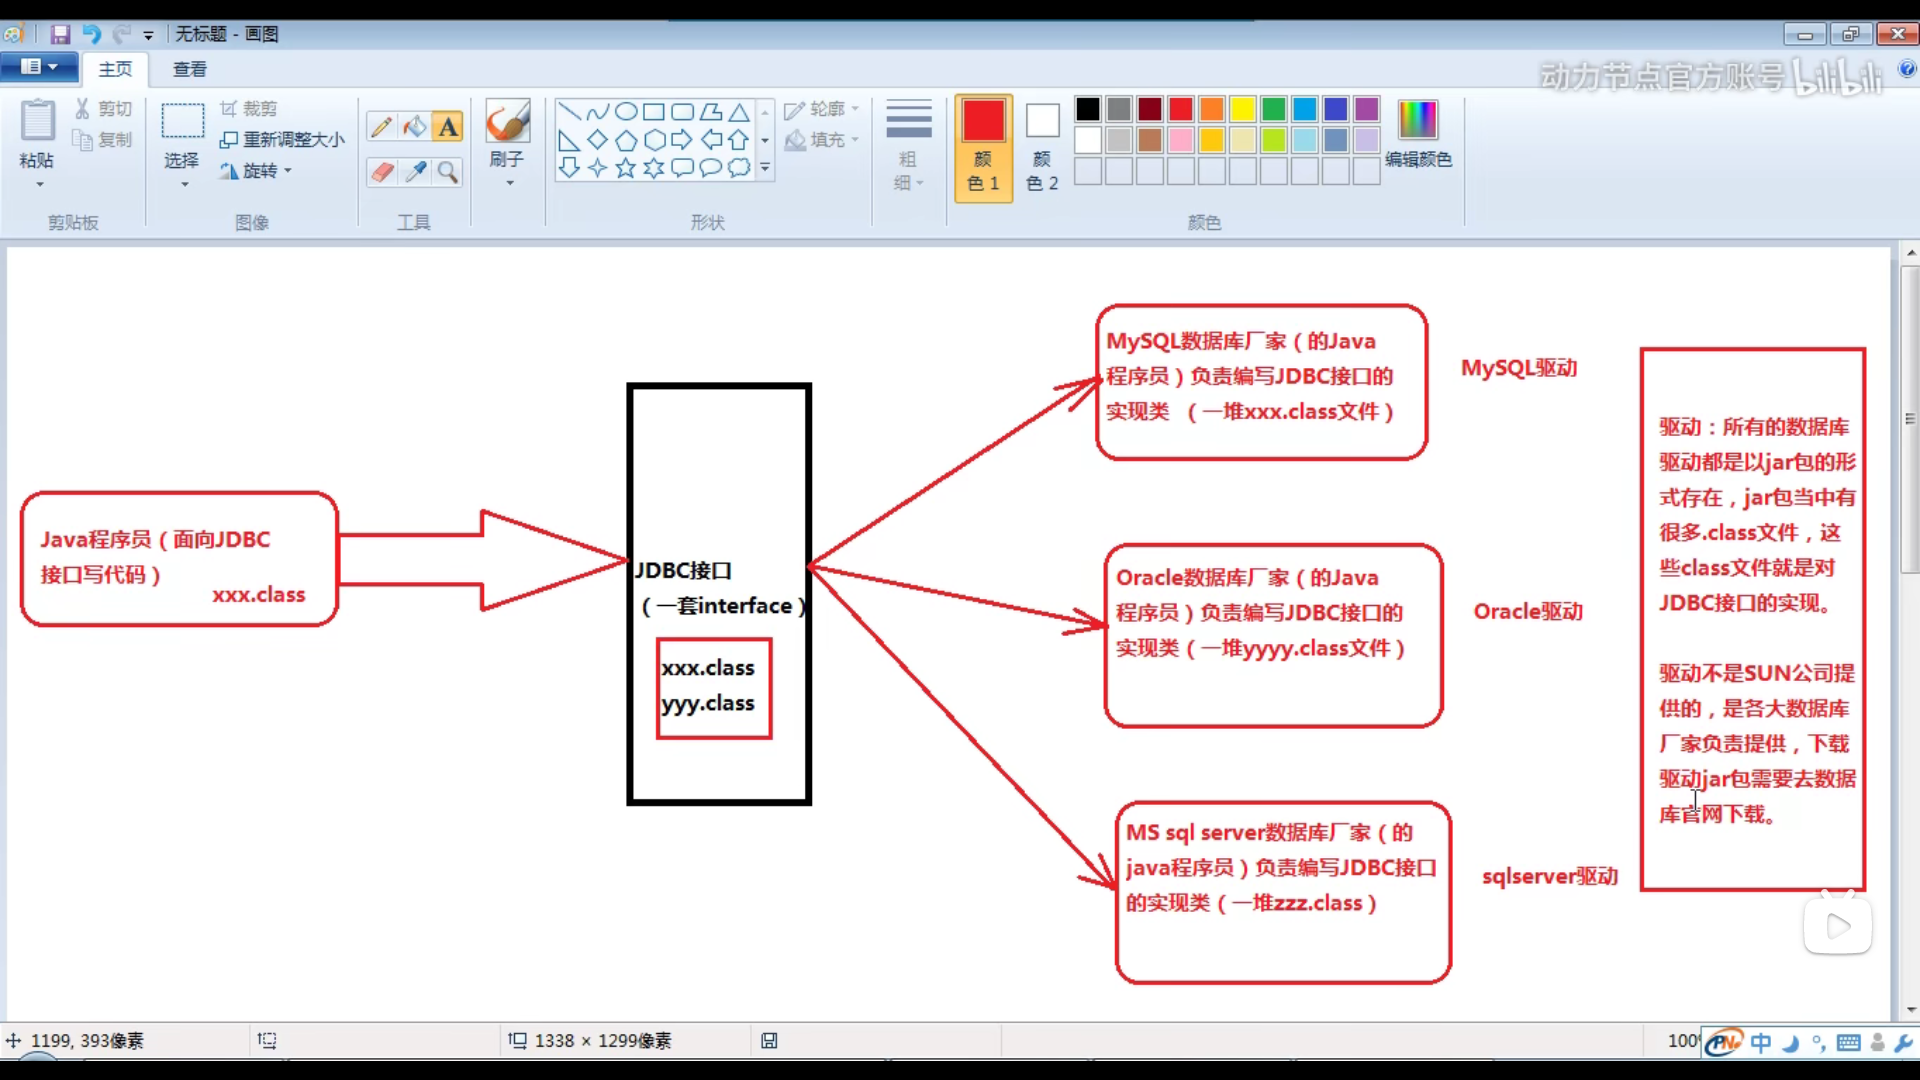 无标题 - 画图
主页
查看
动力节点官方账号 bilibili
粘贴
剪切
复制
剪贴板
选择
裁剪
重新调整大小
旋转
图像
A
工具
刷子
轮廓
填充
形状
粗
细
颜
色 1
颜
色 2
编辑颜色
颜色
Java程序员（面向JDBC
接口写代码）
xxx.class
JDBC接口
（一套interface）
xxx.class
yyy.class
MySQL数据库厂家（的Java
程序员）负责编写JDBC接口的
实现类 （一堆xxx.class文件）
MySQL驱动
Oracle数据库厂家（的Java
程序员）负责编写JDBC接口的
实现类（一堆yyyy.class文件）
Oracle驱动
MS sql server数据库厂家（的
java程序员）负责编写JDBC接口
的实现类（一堆zzz.class）
sqlserver驱动
驱动：所有的数据库
驱动都是以jar包的形
式存在，jar包当中有
很多.class文件，这
些class文件就是对
JDBC接口的实现。
驱动不是SUN公司提
供的，是各大数据库
厂家负责提供，下载
驱动jar包需要去数据
库官网下载。
1199, 393像素
1338 × 1299像素
100%
中